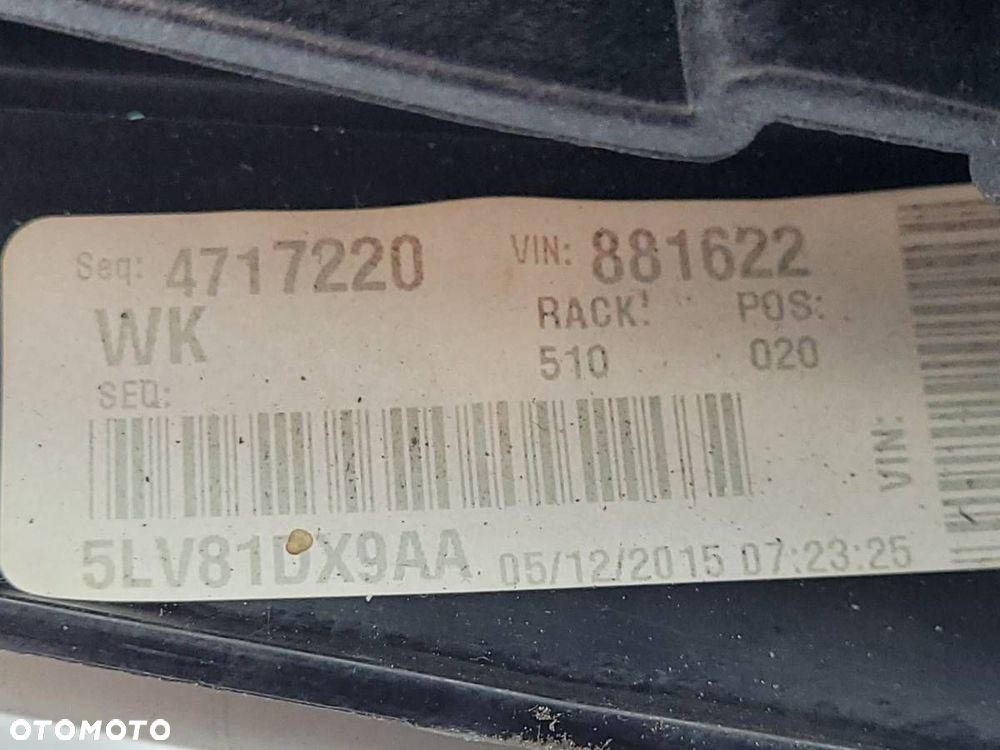 Seq: 4717220 VIN: 881622
WK RACK: POS:
510 020
SEQ:
VIN:
5LV81DX9AA 05/12/2015 07:23:25
OTOMOTO